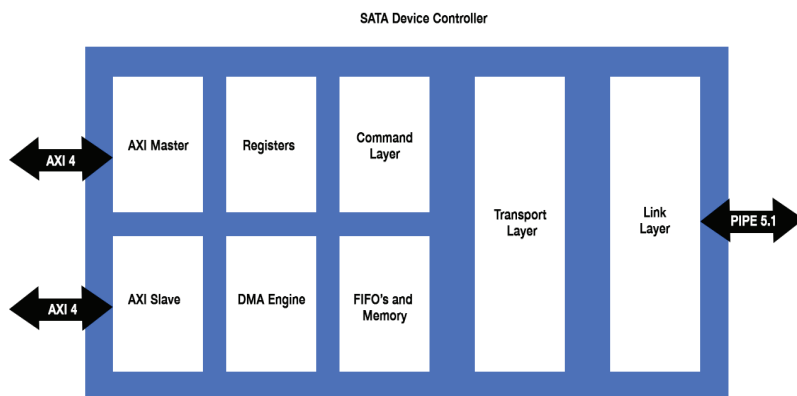 SATA Device Controller
AXI Master
Registers
Command
Layer
AXI 4
Transport
Layer
Link
Layer
PIPE 5.1
AXI Slave
DMA Engine
FIFO's and
Memory
AXI 4